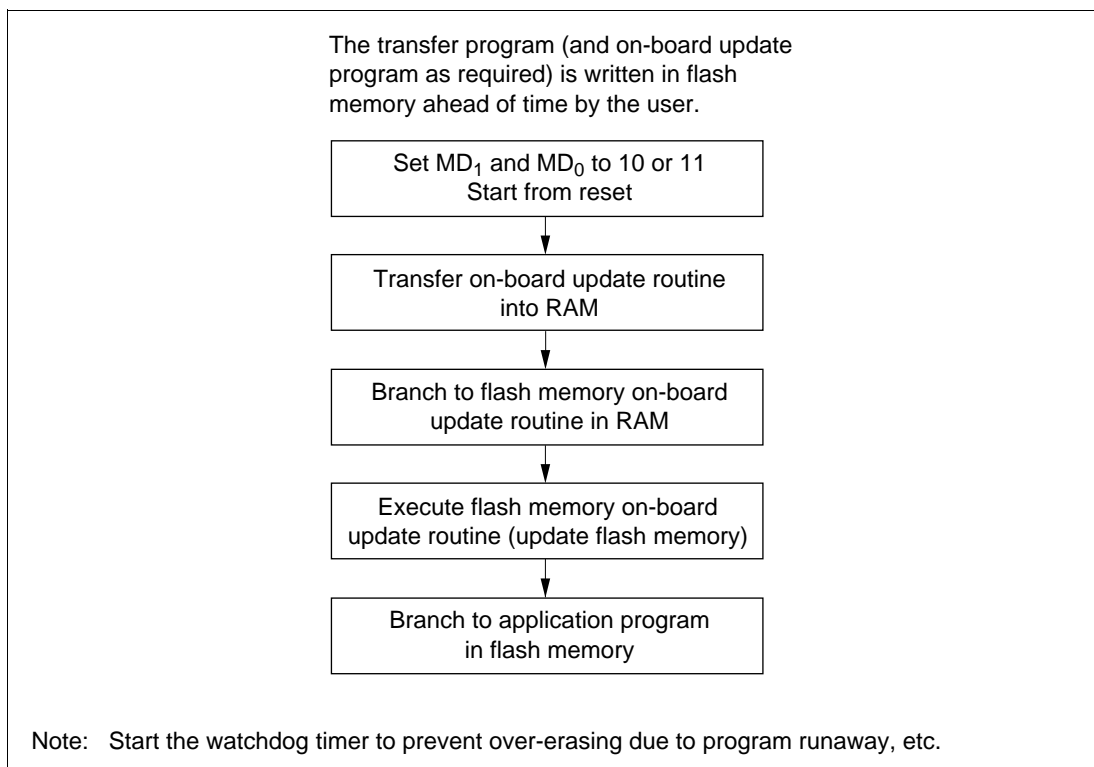 The transfer program (and on-board update
program as required) is written in flash
memory ahead of time by the user.
Set MD₁ and MD₀ to 10 or 11
Start from reset
Transfer on-board update routine
into RAM
Branch to flash memory on-board
update routine in RAM
Execute flash memory on-board
update routine (update flash memory)
Branch to application program
in flash memory
Note: Start the watchdog timer to prevent over-erasing due to program runaway, etc.